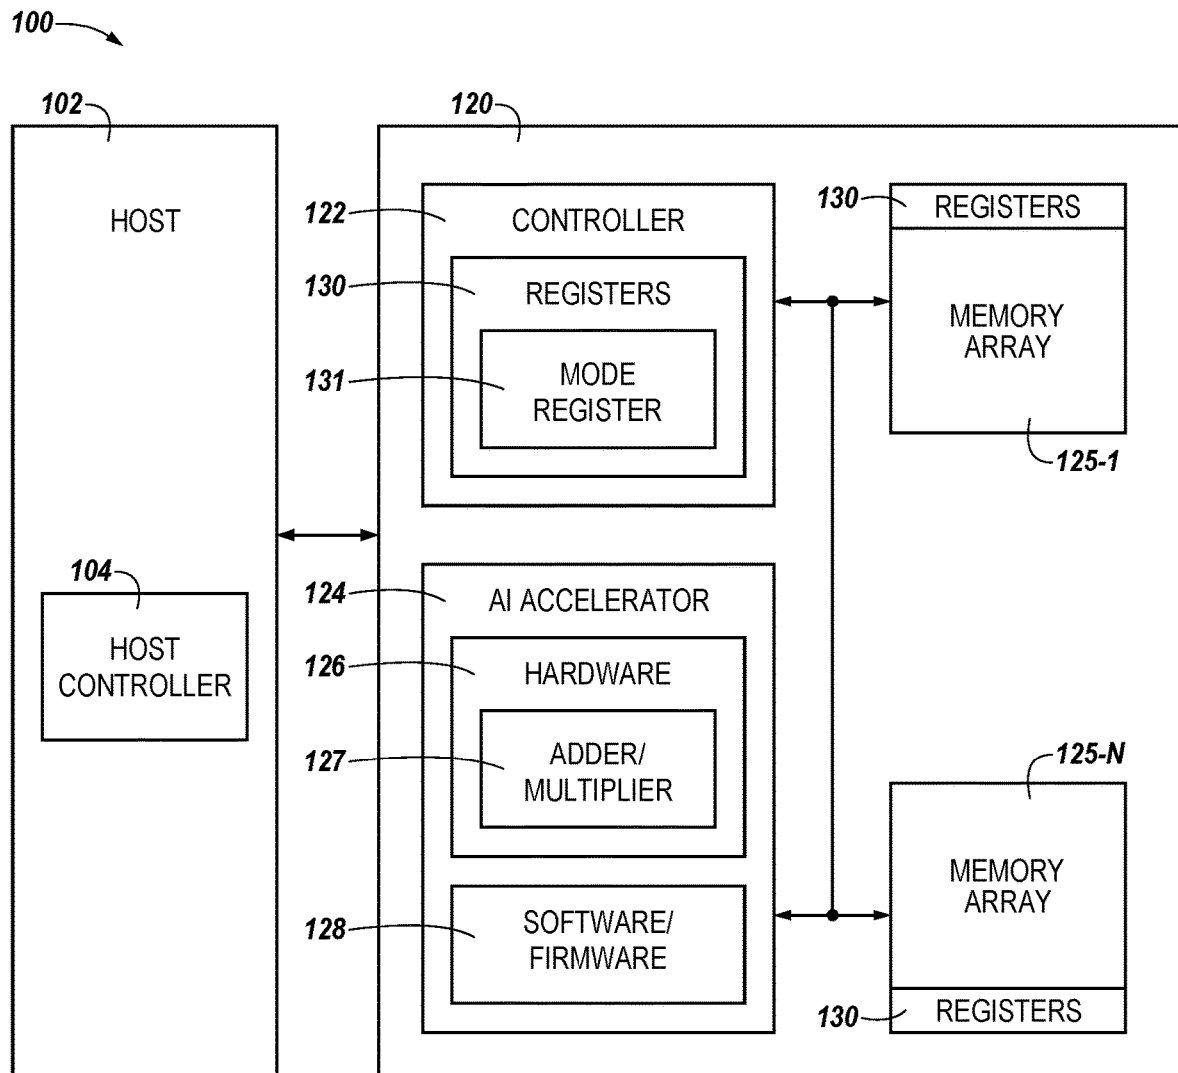 100
102
120
HOST
122
CONTROLLER
130
REGISTERS
131
MODE
REGISTER
130
REGISTERS
MEMORY
ARRAY
125-1
104
HOST
CONTROLLER
124
AI ACCELERATOR
126
HARDWARE
127
ADDER/
MULTIPLIER
128
SOFTWARE/
FIRMWARE
125-N
MEMORY
ARRAY
130
REGISTERS